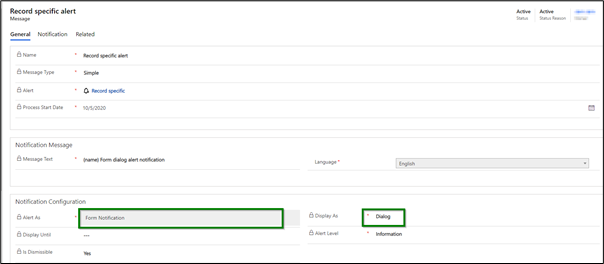 Record specific alert
Message
Active
Status
Active
Status Reason
Owner
General Notification Related
Name * Record specific alert
Message Type * Simple
Alert * Record specific
Process Start Date * 10/5/2020
Notification Message
Message Text * {name} Form dialog alert notification
Language * English
Notification Configuration
Alert As * Form Notification
Display As * Dialog
Display Until ---
Alert Level * Information
Is Dismissible Yes